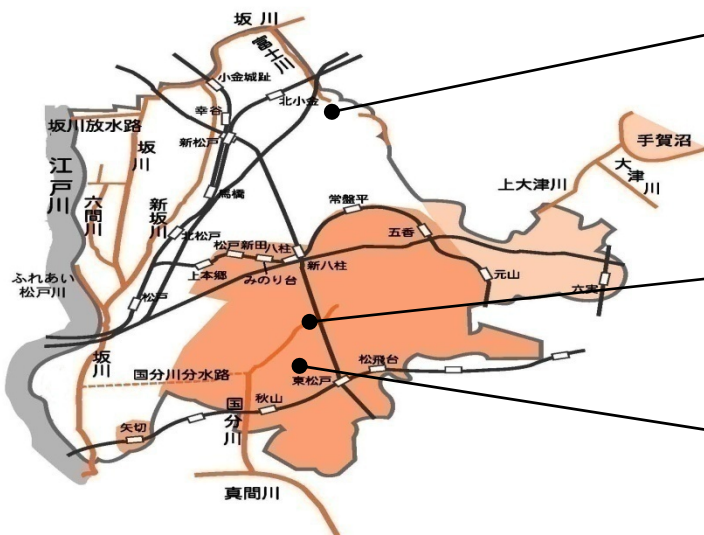 坂川
富士川
小金城趾
北小金
幸谷
坂川放水路
新松戸
坂川
手賀沼
江戸川
大津川
上大津川
六間川
新坂川
馬橋
常盤平
北松戸
五香
松戸新田
八柱
新八柱
上本郷
みのり台
元山
六実
ふれあい
松戸川
松戸
坂川
松飛台
国分川分水路
東松戸
秋山
国分川
矢切
真間川